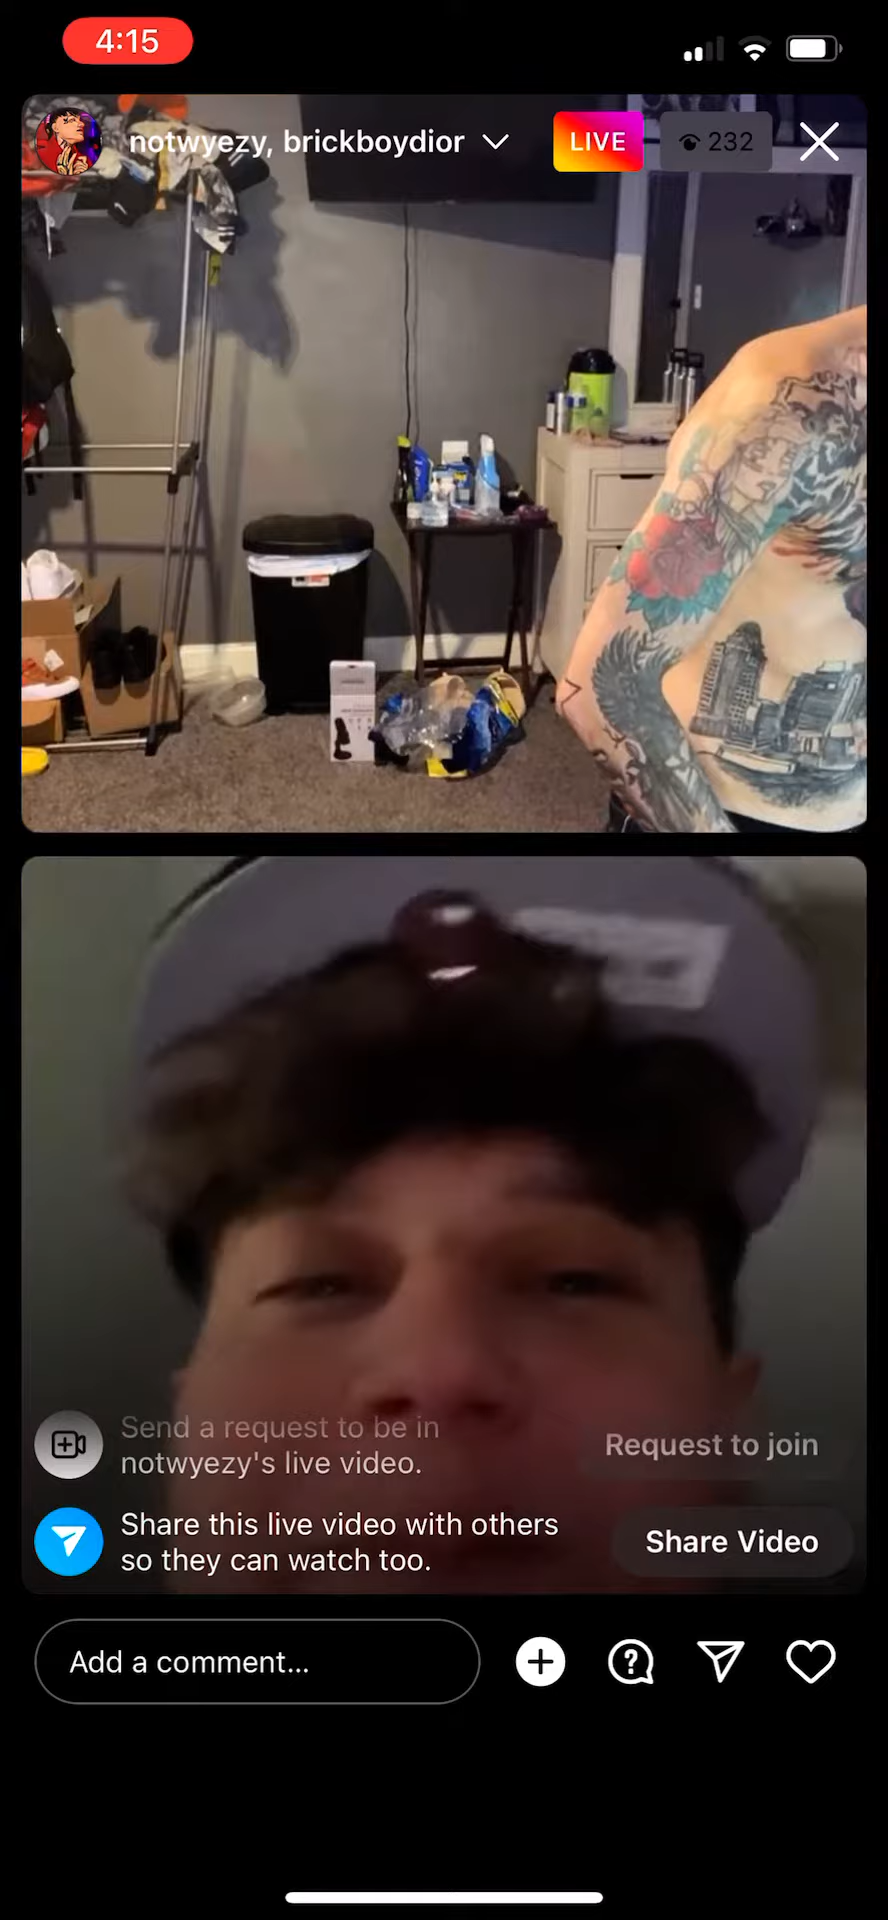 4:15
notwyezy, brickboydior
LIVE
232
Send a request to be in
notwyezy's live video.
Request to join
Share this live video with others
so they can watch too.
Share Video
Add a comment...